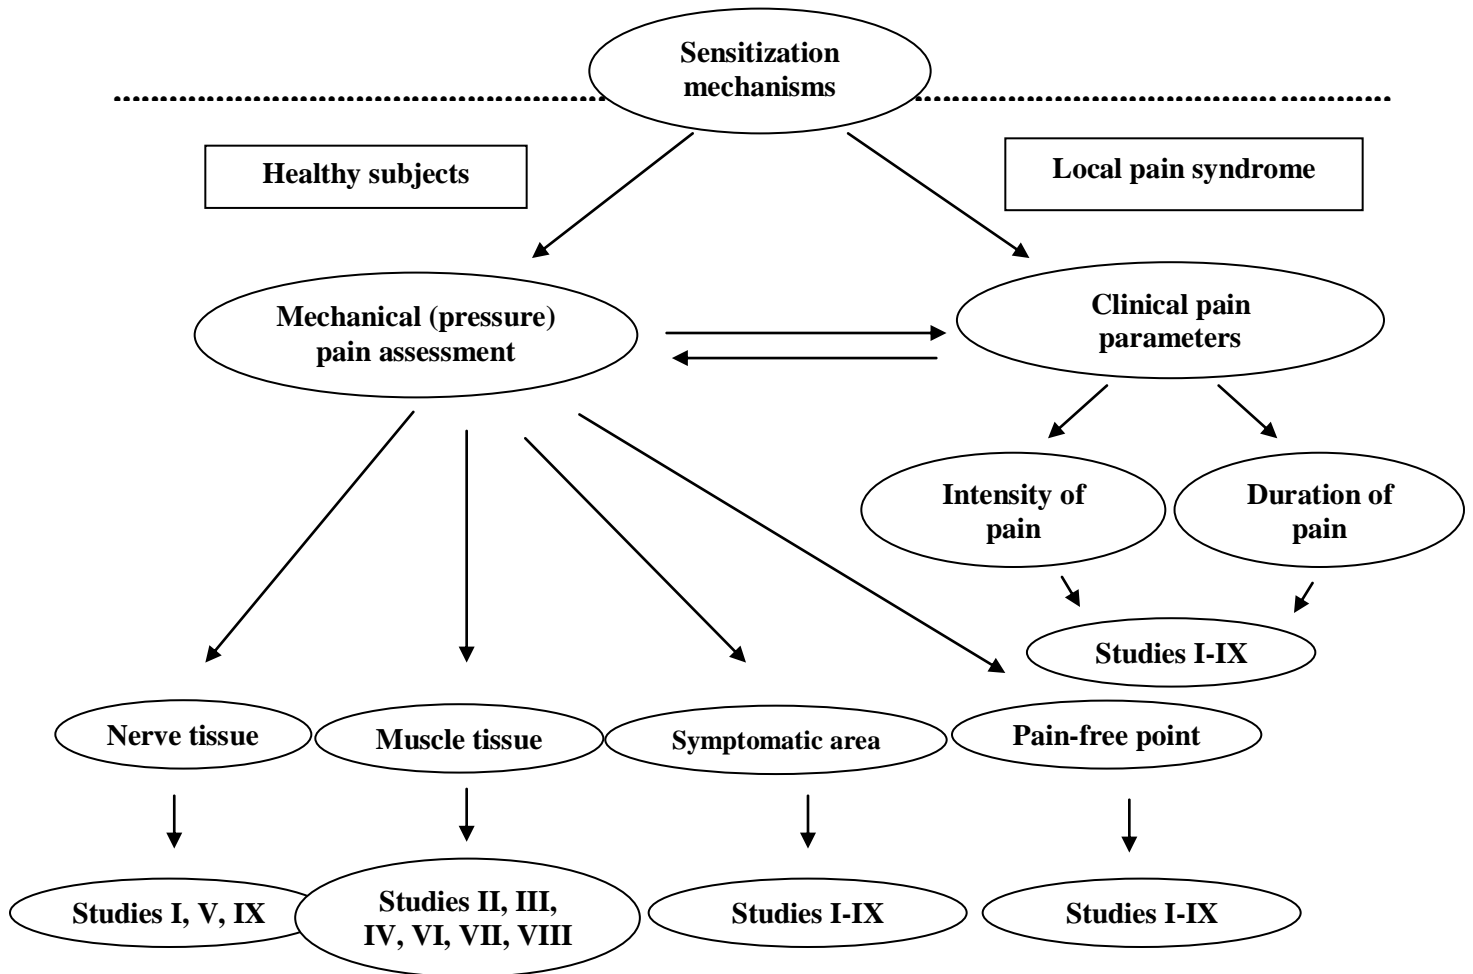 Sensitization
mechanisms
Healthy subjects
Local pain syndrome
Mechanical (pressure)
pain assessment
Clinical pain
parameters
Intensity of
pain
Duration of
pain
Studies I-IX
Nerve tissue
Muscle tissue
Symptomatic area
Pain-free point
Studies I, V, IX
Studies II, III,
IV, VI, VII, VIII
Studies I-IX
Studies I-IX